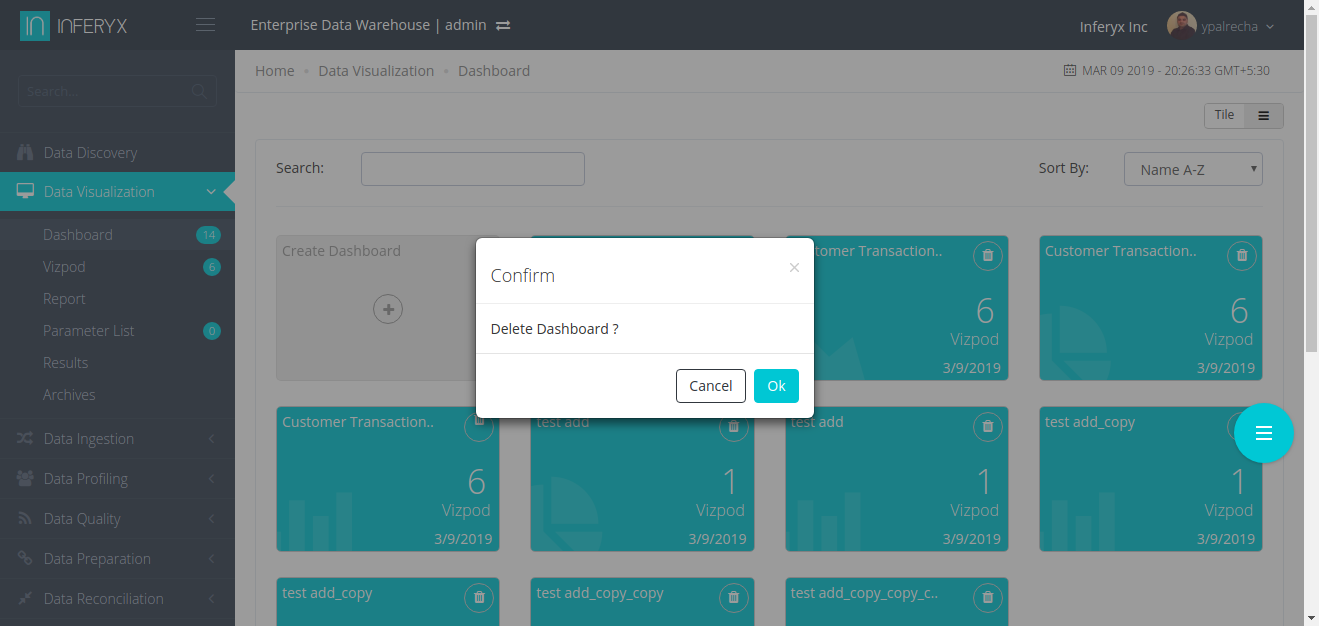 INFERYX
Enterprise Data Warehouse | admin
Inferyx Inc
ypalrecha
Search...
Home Data Visualization Dashboard
MAR 09 2019 - 20:26:33 GMT+5:30
Tile
Data Discovery
Data Visualization
Dashboard 14
Vizpod 6
Report
Parameter List 0
Results
Archives
Data Ingestion
Data Profiling
Data Quality
Data Preparation
Data Reconciliation
Search:
Sort By:
Name A-Z
Create Dashboard
tomer Transaction..
6
Vizpod
3/9/2019
Customer Transaction..
6
Vizpod
3/9/2019
Confirm
×
Delete Dashboard ?
Cancel
Ok
Customer Transaction..
6
Vizpod
3/9/2019
test add
1
Vizpod
3/9/2019
test add
1
Vizpod
3/9/2019
test add_copy
1
Vizpod
3/9/2019
test add_copy
test add_copy_copy
test add_copy_copy_c..